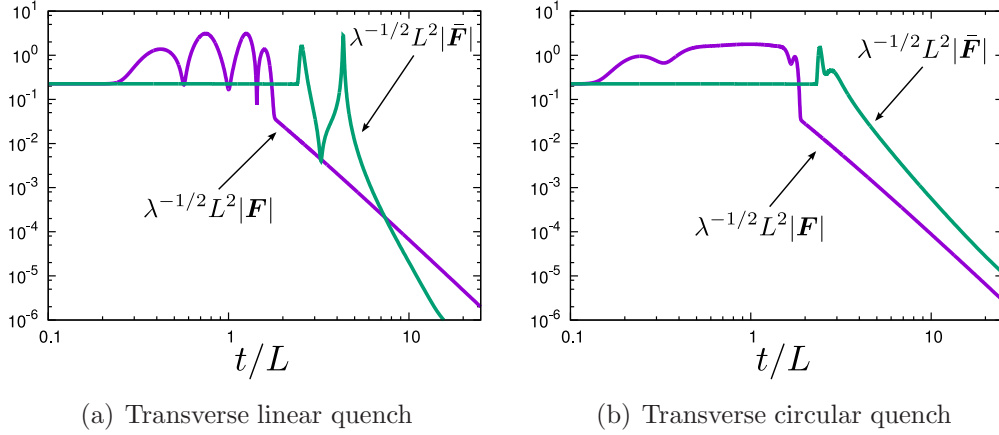 10^1
10^0
10^-1
10^-2
10^-3
10^-4
10^-5
10^-6
0.1
1
10
t/L
λ^{-1/2}L^2|F̄|
λ^{-1/2}L^2|F|
(a) Transverse linear quench
10^1
10^0
10^-1
10^-2
10^-3
10^-4
10^-5
10^-6
0.1
1
10
t/L
λ^{-1/2}L^2|F̄|
λ^{-1/2}L^2|F|
(b) Transverse circular quench